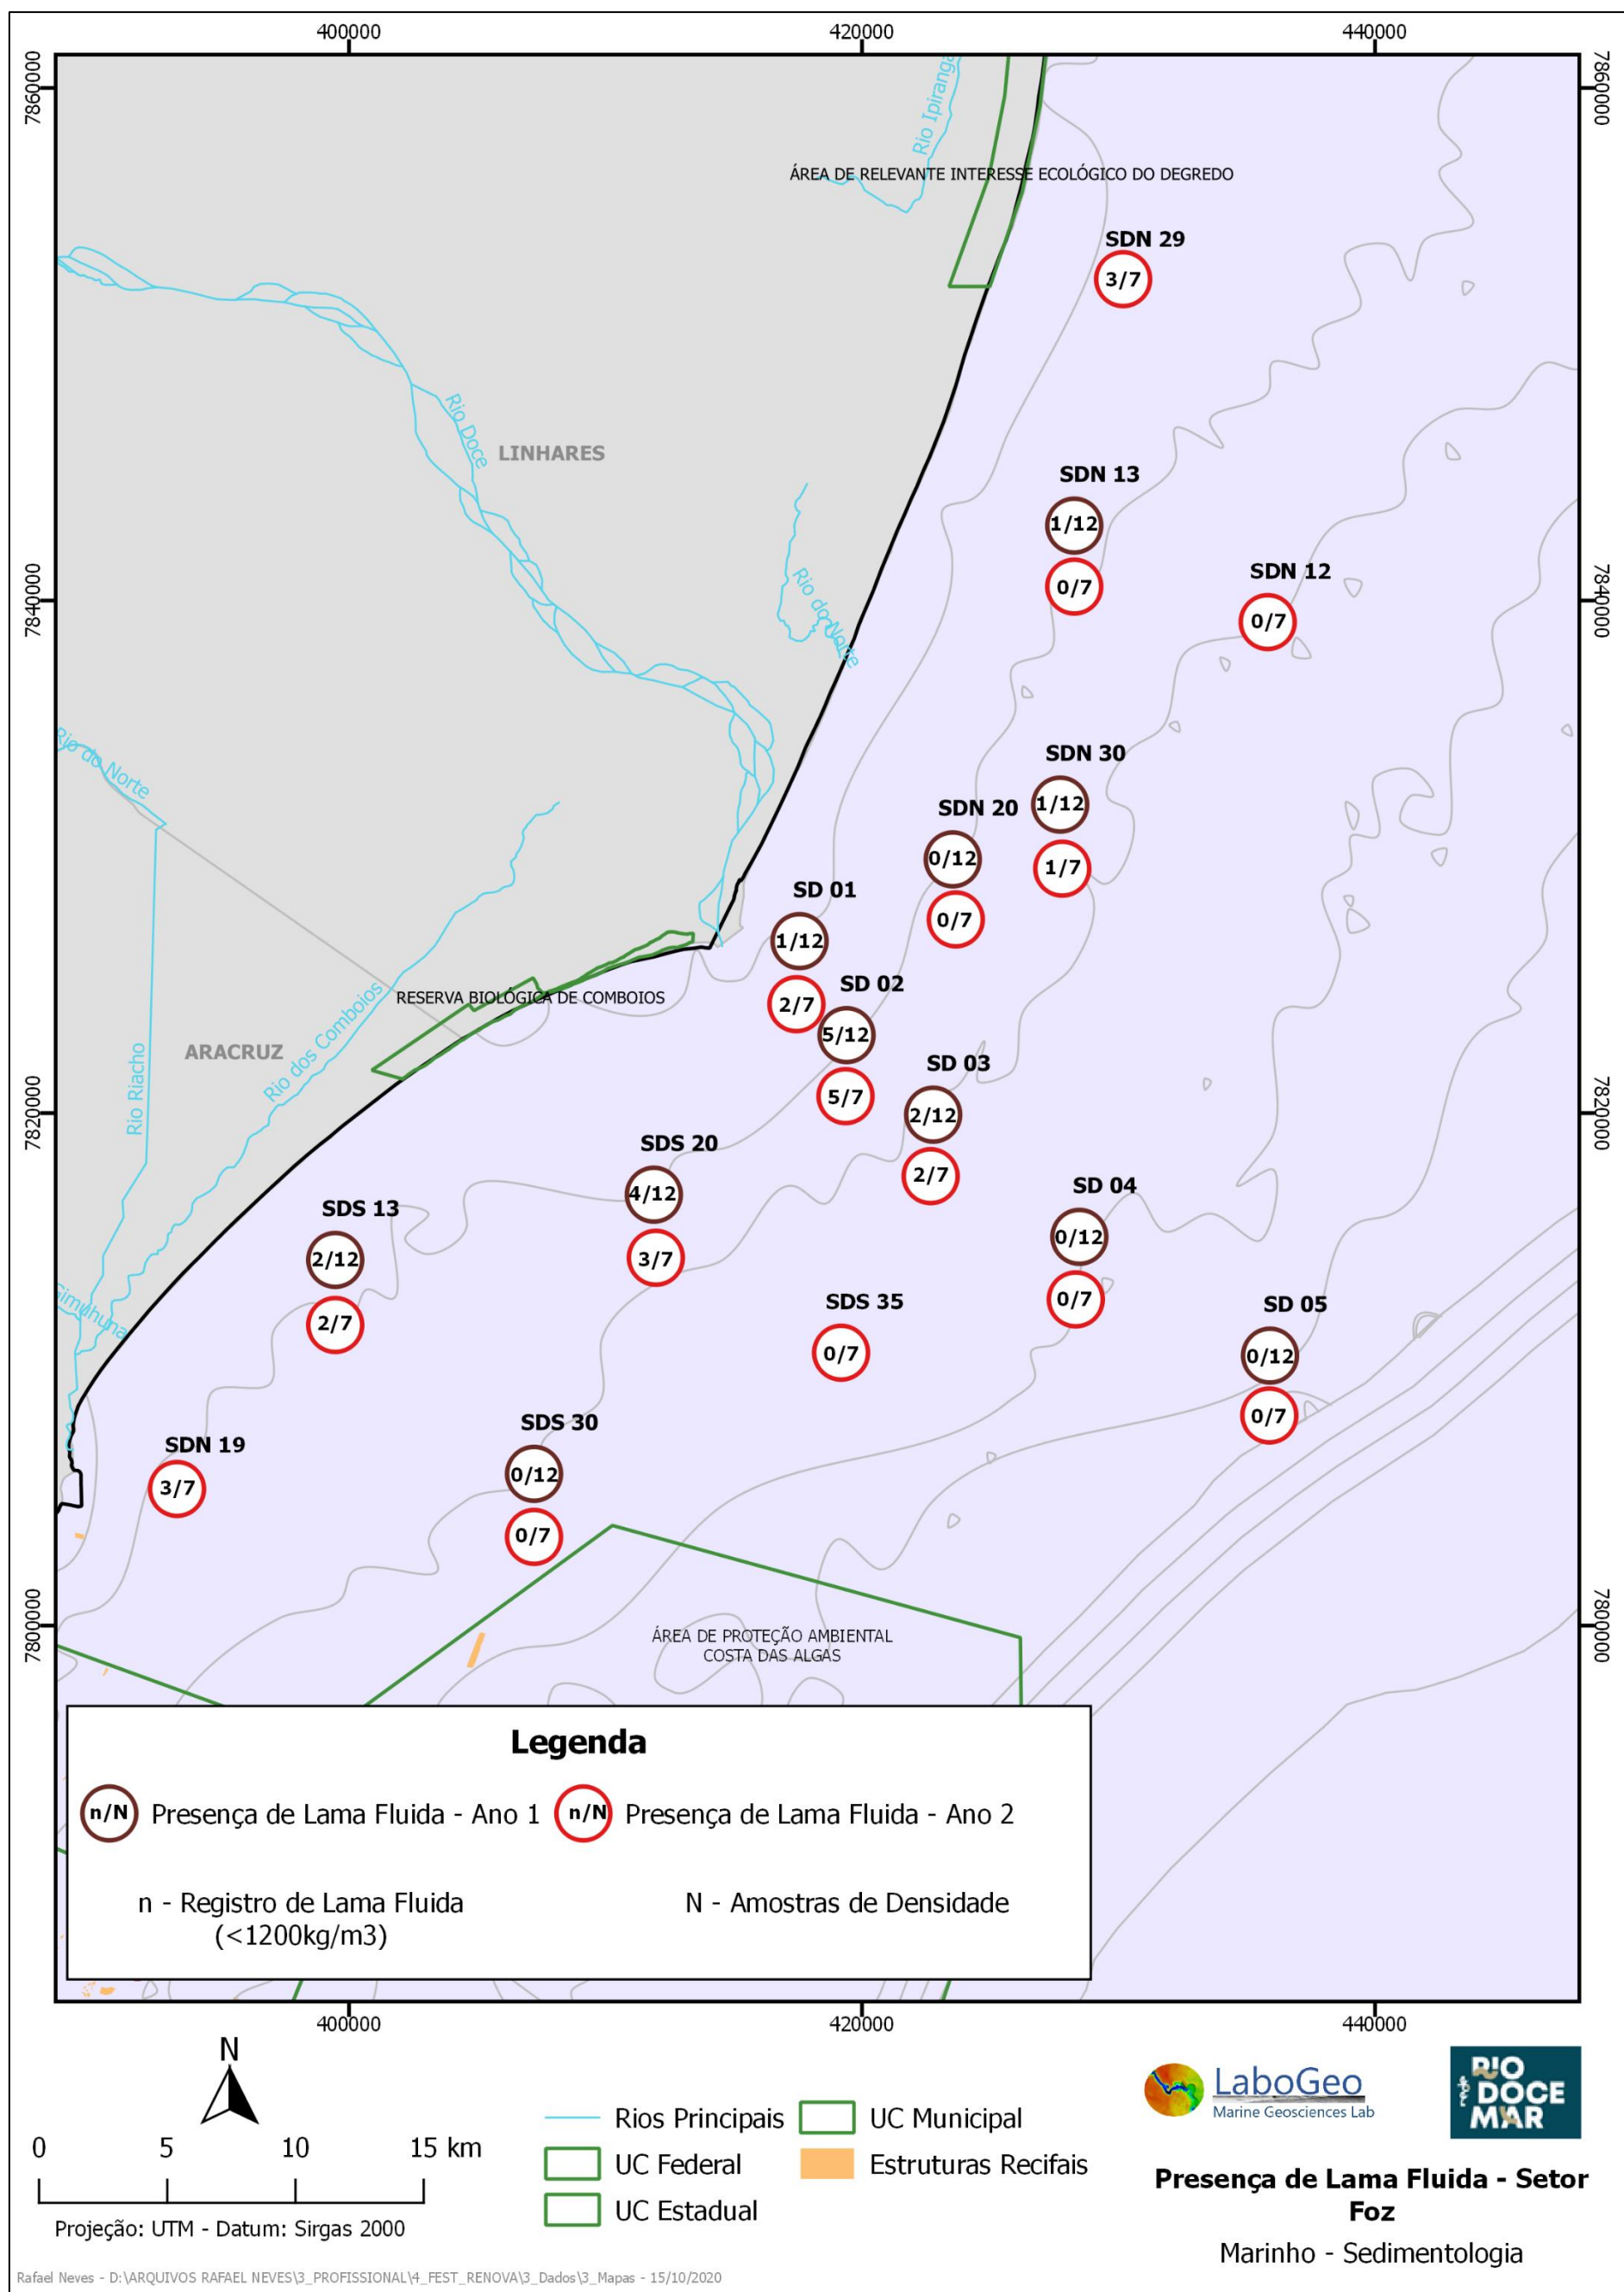 400000 420000 440000
7860000
7860000
Rio Ipiranga
ÁREA DE RELEVANTE INTERESSE ECOLÓGICO DO DEGREDO
SDN 29
3/7
Rio Doce
LINHARES
SDN 13
1/12
0/7
SDN 12
0/7
7840000
7840000
Rio do Norte
Rio do Norte
SDN 30
1/12
1/7
SDN 20
0/12
0/7
SD 01
1/12
2/7
SD 02
5/12
5/7
RESERVA BIOLÓGICA DE COMBOIOS
ARACRUZ
Rio dos Comboios
Rio Riacho
SD 03
2/12
2/7
7820000
7820000
SDS 20
4/12
3/7
SD 04
0/12
0/7
SDS 13
2/12
2/7
Gimuhuna
SDS 35
0/7
SD 05
0/12
0/7
SDS 30
0/12
0/7
SDN 19
3/7
7800000
7800000
ÁREA DE PROTEÇÃO AMBIENTAL
COSTA DAS ALGAS
Legenda
n/N Presença de Lama Fluida - Ano 1 n/N Presença de Lama Fluida - Ano 2
n - Registro de Lama Fluida N - Amostras de Densidade
(<1200kg/m3)
400000 420000 440000
N
0 5 10 15 km
Projeção: UTM - Datum: Sirgas 2000
Rios Principais UC Municipal
UC Federal Estruturas Recifais
UC Estadual
LaboGeo
Marine Geosciences Lab
rede
RIO
DOCE
MAR
Presença de Lama Fluida - Setor
Foz
Marinho - Sedimentologia
Rafael Neves - D:\ARQUIVOS RAFAEL NEVES\3_PROFISSIONAL\4_FEST_RENOVA\3_Dados\3_Mapas - 15/10/2020